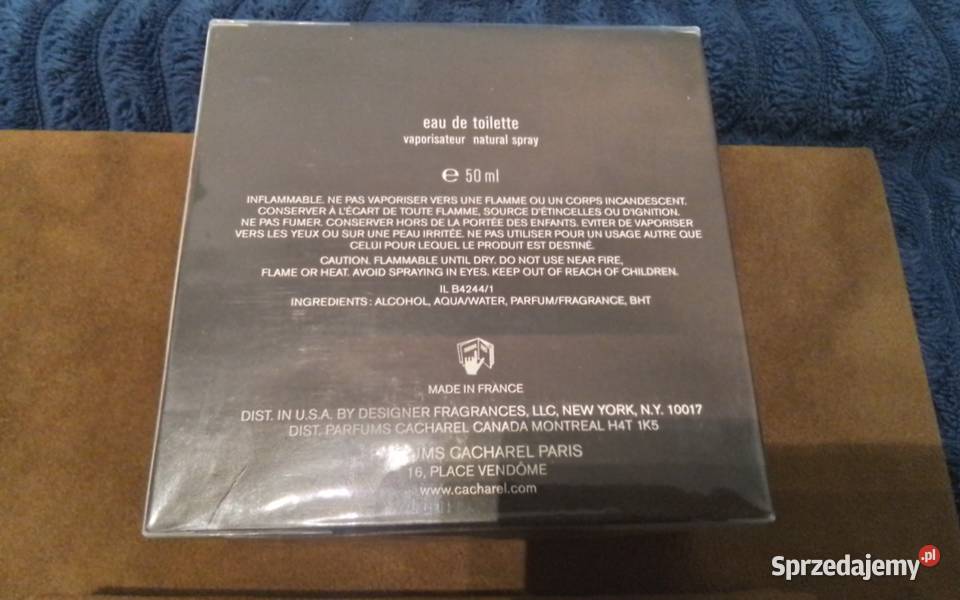 eau de toilette
vaporisateur natural spray
e 50 ml
INFLAMMABLE. NE PAS VAPORISER VERS UNE FLAMME OU UN CORPS INCANDESCENT.
CONSERVER À L'ÉCART DE TOUTE FLAMME, SOURCE D'ÉTINCELLES OU D'IGNITION.
NE PAS FUMER. CONSERVER HORS DE LA PORTÉE DES ENFANTS. EVITER DE VAPORISER
VERS LES YEUX OU SUR UNE PEAU IRRITÉE. NE PAS UTILISER POUR UN USAGE AUTRE QUE
CELUI POUR LEQUEL LE PRODUIT EST DESTINÉ.
CAUTION. FLAMMABLE UNTIL DRY. DO NOT USE NEAR FIRE,
FLAME OR HEAT. AVOID SPRAYING IN EYES. KEEP OUT OF REACH OF CHILDREN.
IL B4244/1
INGREDIENTS : ALCOHOL, AQUA/WATER, PARFUM/FRAGRANCE, BHT
MADE IN FRANCE
DIST. IN U.S.A. BY DESIGNER FRAGRANCES, LLC, NEW YORK, N.Y. 10017
DIST. PARFUMS CACHAREL CANADA MONTREAL H4T 1K5
UMS CACHAREL PARIS
16, PLACE VENDÔME
www.cacharel.com
Sprzedajemy.pl